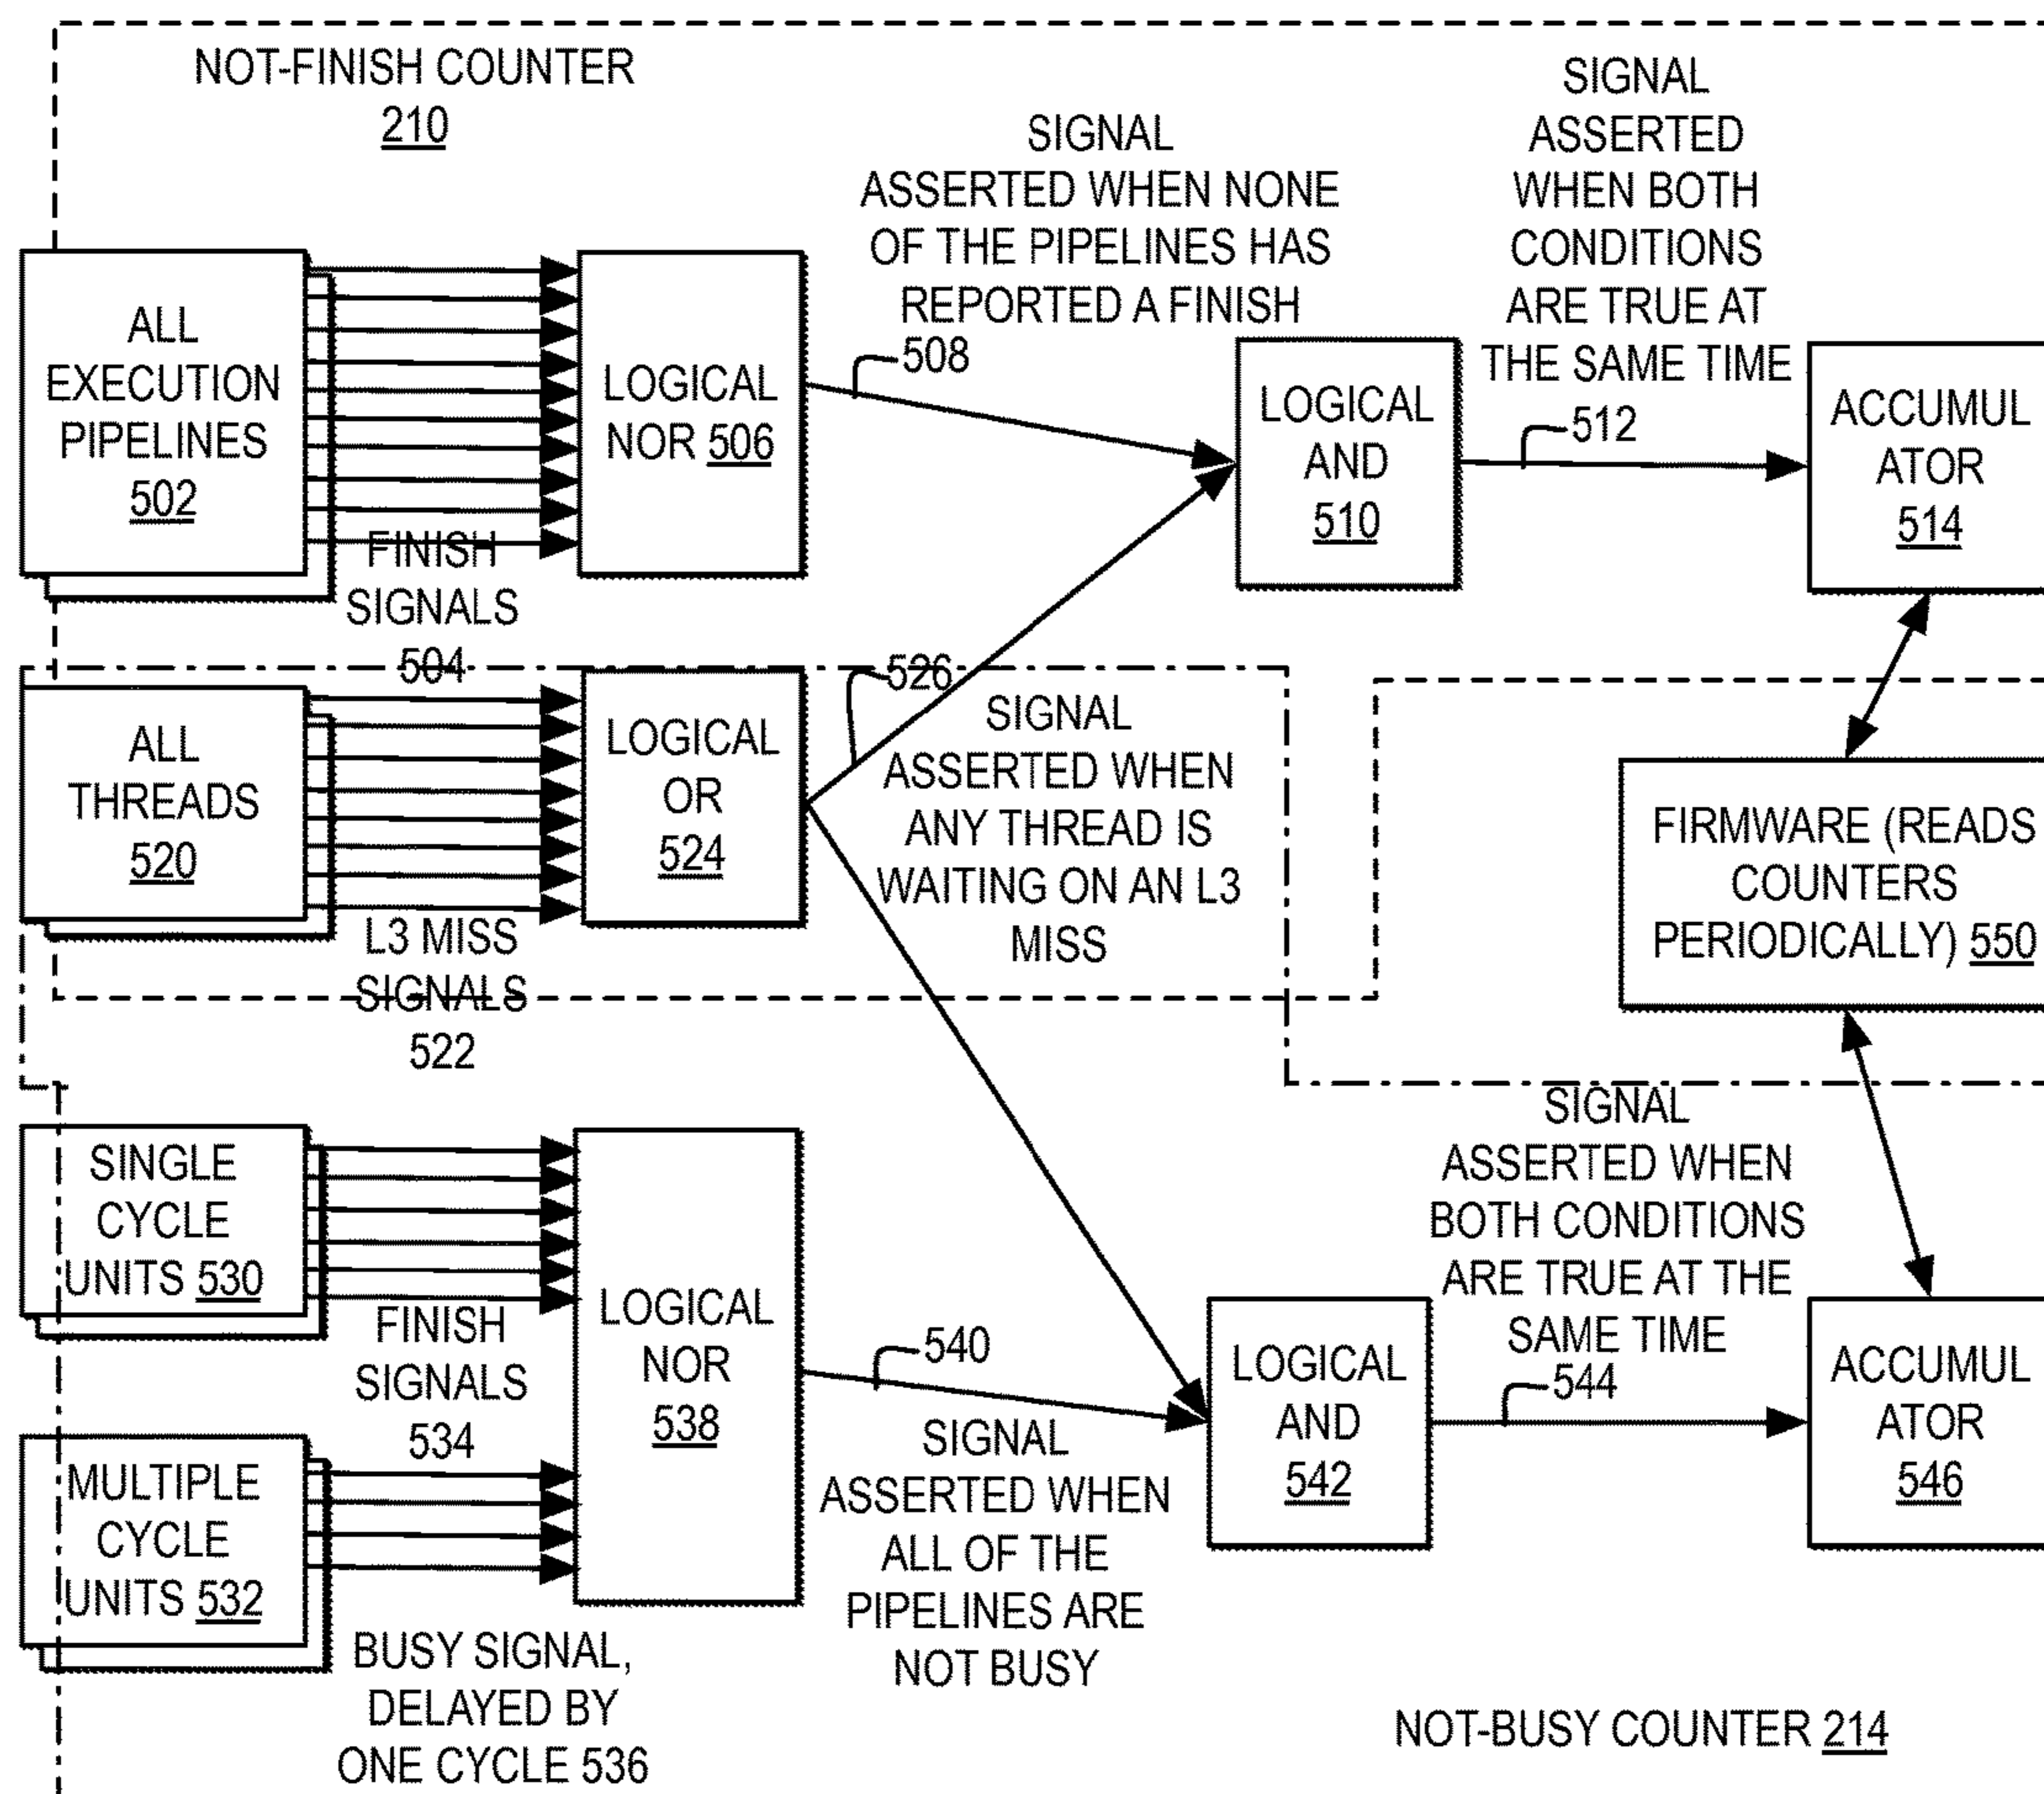 NOT-FINISH COUNTER
210
SIGNAL
ASSERTED WHEN NONE
OF THE PIPELINES HAS
REPORTED A FINISH
508
SIGNAL
ASSERTED
WHEN BOTH
CONDITIONS
ARE TRUE AT
THE SAME TIME
512
ALL
EXECUTION
PIPELINES
502
FINISH
SIGNALS
504
LOGICAL
NOR 506
LOGICAL
AND
510
ACCUMUL
ATOR
514
ALL
THREADS
520
L3 MISS
SIGNALS
522
LOGICAL
OR
524
526
SIGNAL
ASSERTED WHEN
ANY THREAD IS
WAITING ON AN L3
MISS
FIRMWARE (READS
COUNTERS
PERIODICALLY) 550
SINGLE
CYCLE
UNITS 530
FINISH
SIGNALS
534
MULTIPLE
CYCLE
UNITS 532
BUSY SIGNAL,
DELAYED BY
ONE CYCLE 536
LOGICAL
NOR
538
540
SIGNAL
ASSERTED WHEN
ALL OF THE
PIPELINES ARE
NOT BUSY
LOGICAL
AND
542
SIGNAL
ASSERTED WHEN
BOTH CONDITIONS
ARE TRUE AT THE
SAME TIME
544
ACCUMUL
ATOR
546
NOT-BUSY COUNTER 214